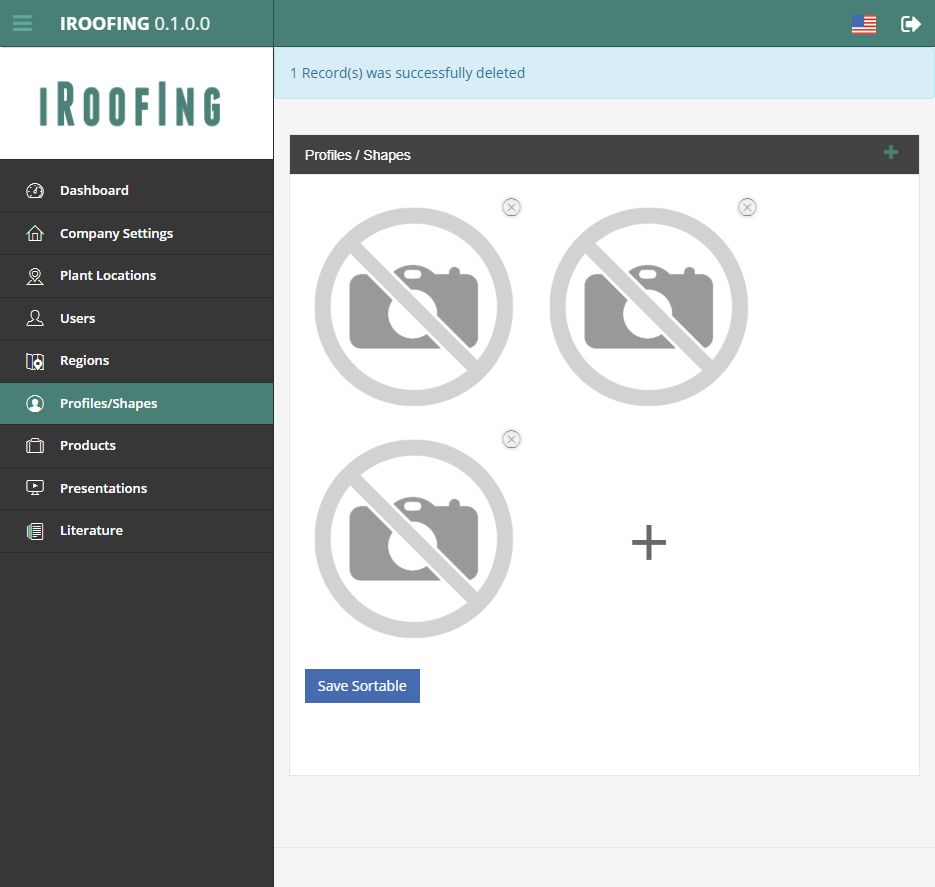 IROOFING 0.1.0.0
1 Record(s) was successfully deleted
iROOFING
Dashboard
Company Settings
Plant Locations
Users
Regions
Profiles/Shapes
Products
Presentations
Literature
Profiles / Shapes
Save Sortable